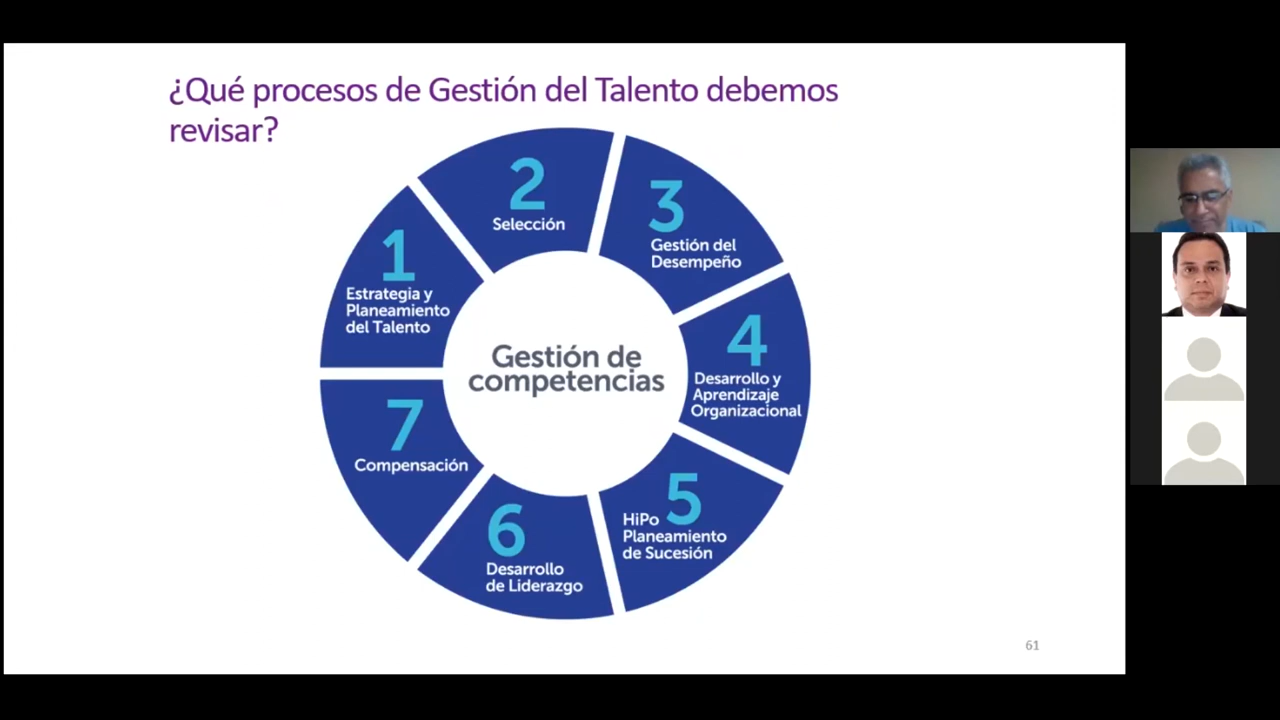 ¿Qué procesos de Gestión del Talento debemos
revisar?
1
Estrategia y
Planeamiento
del Talento
2
Selección
3
Gestión del
Desempeño
4
Desarrollo y
Aprendizaje
Organizacional
5
HiPo
Planeamiento
de Sucesión
6
Desarrollo
de Liderazgo
7
Compensación
Gestión de
competencias
61